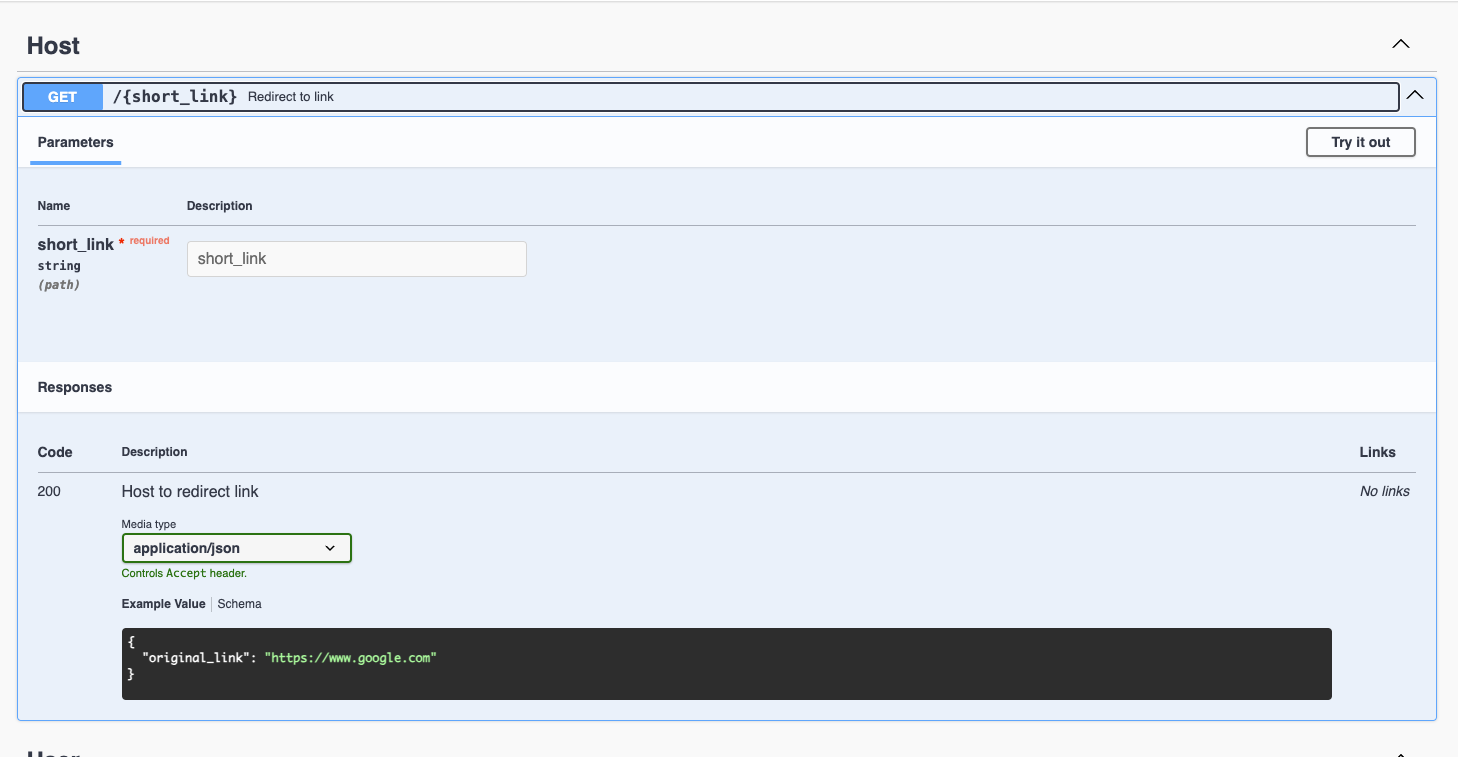 Host
GET /{short_link} Redirect to link
Parameters
Try it out
Name Description
short_link * required
string
(path)
short_link
Responses
Code Description Links
200 Host to redirect link No links
Media type
application/json
Controls Accept header.
Example Value Schema
{
"original_link": "https://www.google.com"
}
User